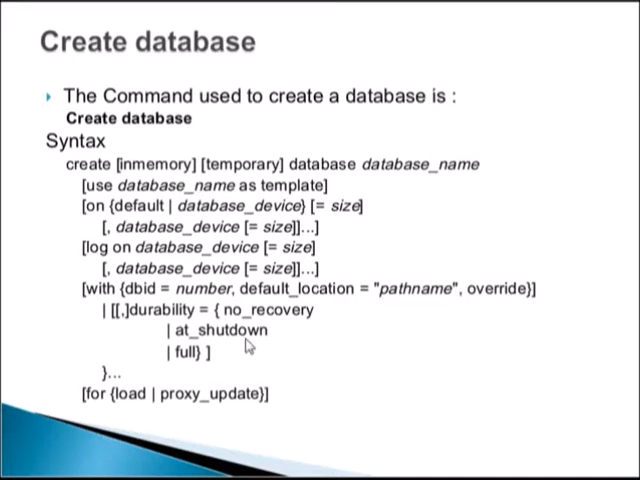 Create database
The Command used to create a database is :
Create database
Syntax
create [inmemory] [temporary] database database_name
[use database_name as template]
[on {default | database_device} [= size]
[, database_device [= size]]...]
[log on database_device [= size]
[, database_device [= size]]...]
[with {dbid = number, default_location = "pathname", override}]
| [[,]durability = { no_recovery
| at_shutdown
| full} ]
}...
[for {load | proxy_update}]